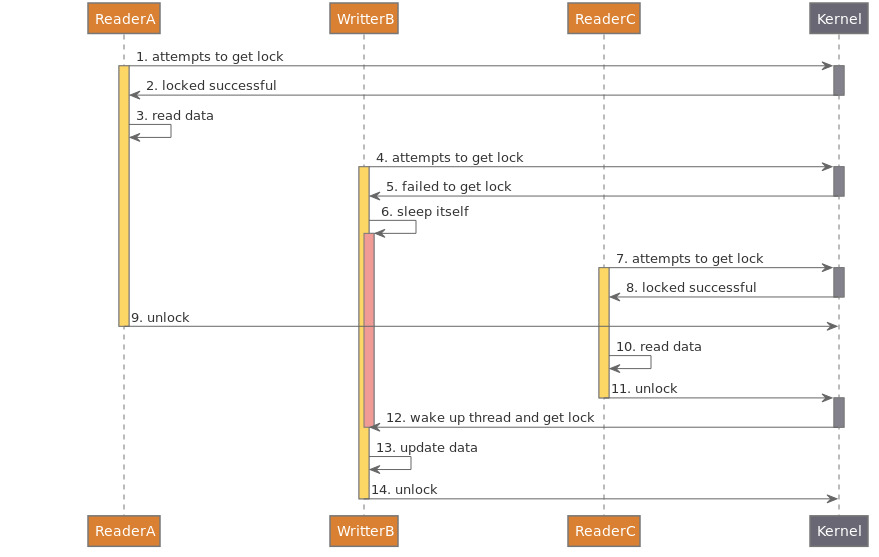 ReaderA WritterB ReaderC Kernel
1. attempts to get lock
2. locked successful
3. read data
4. attempts to get lock
5. failed to get lock
6. sleep itself
7. attempts to get lock
8. locked successful
9. unlock
10. read data
11. unlock
12. wake up thread and get lock
13. update data
14. unlock
ReaderA WritterB ReaderC Kernel